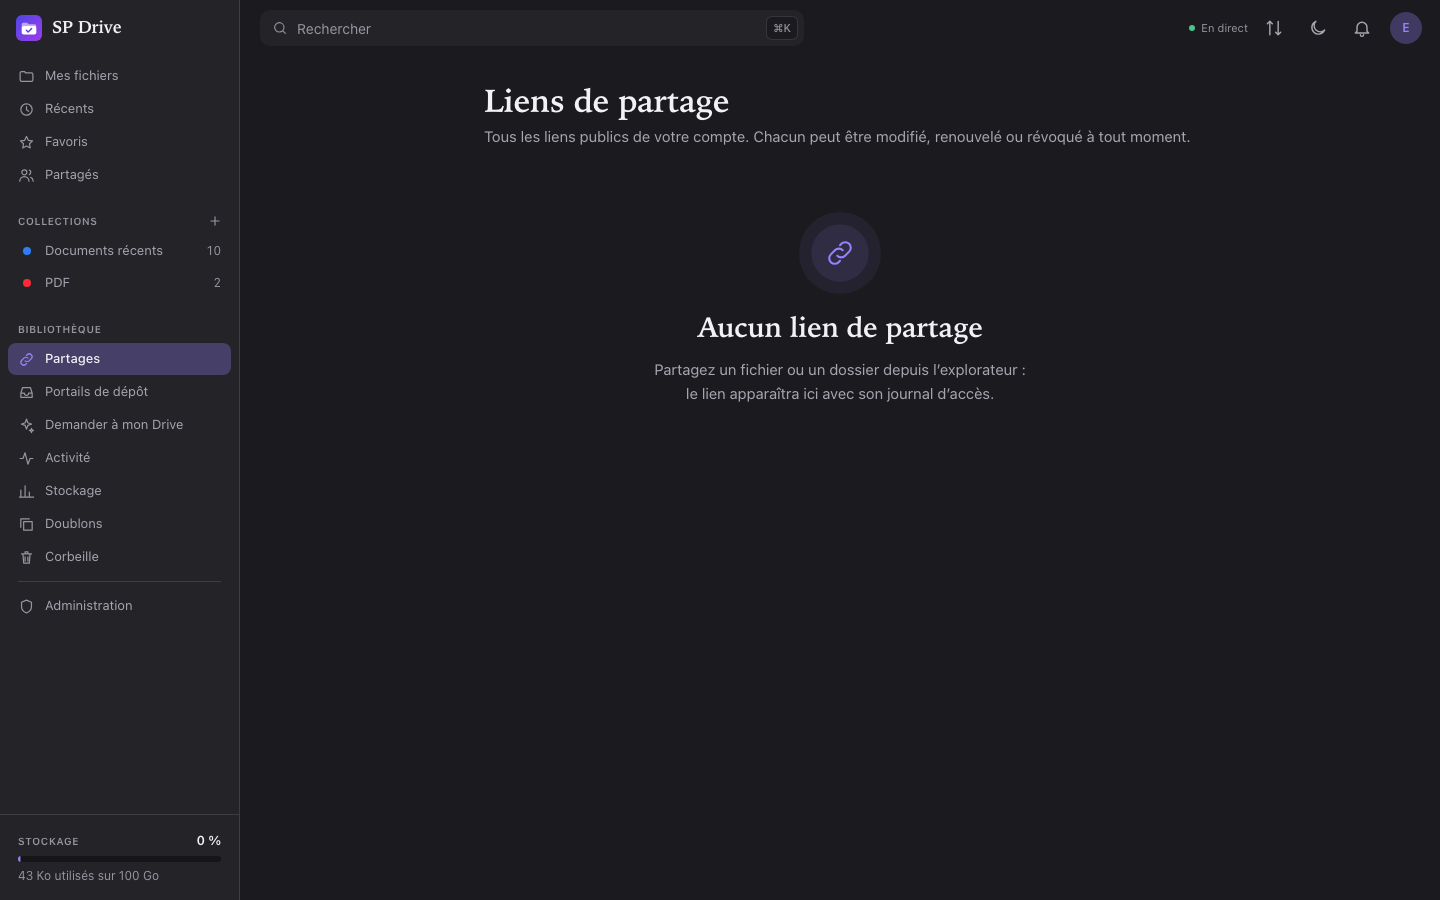 SP Drive
Rechercher
⌘K
En direct
E
Mes fichiers
Récents
Favoris
Partagés
COLLECTIONS
Documents récents 10
PDF 2
BIBLIOTHÈQUE
Partages
Portails de dépôt
Demander à mon Drive
Activité
Stockage
Doublons
Corbeille
Administration
STOCKAGE 0 %
43 Ko utilisés sur 100 Go
Liens de partage
Tous les liens publics de votre compte. Chacun peut être modifié, renouvelé ou révoqué à tout moment.
Aucun lien de partage
Partagez un fichier ou un dossier depuis l’explorateur :
le lien apparaîtra ici avec son journal d’accès.